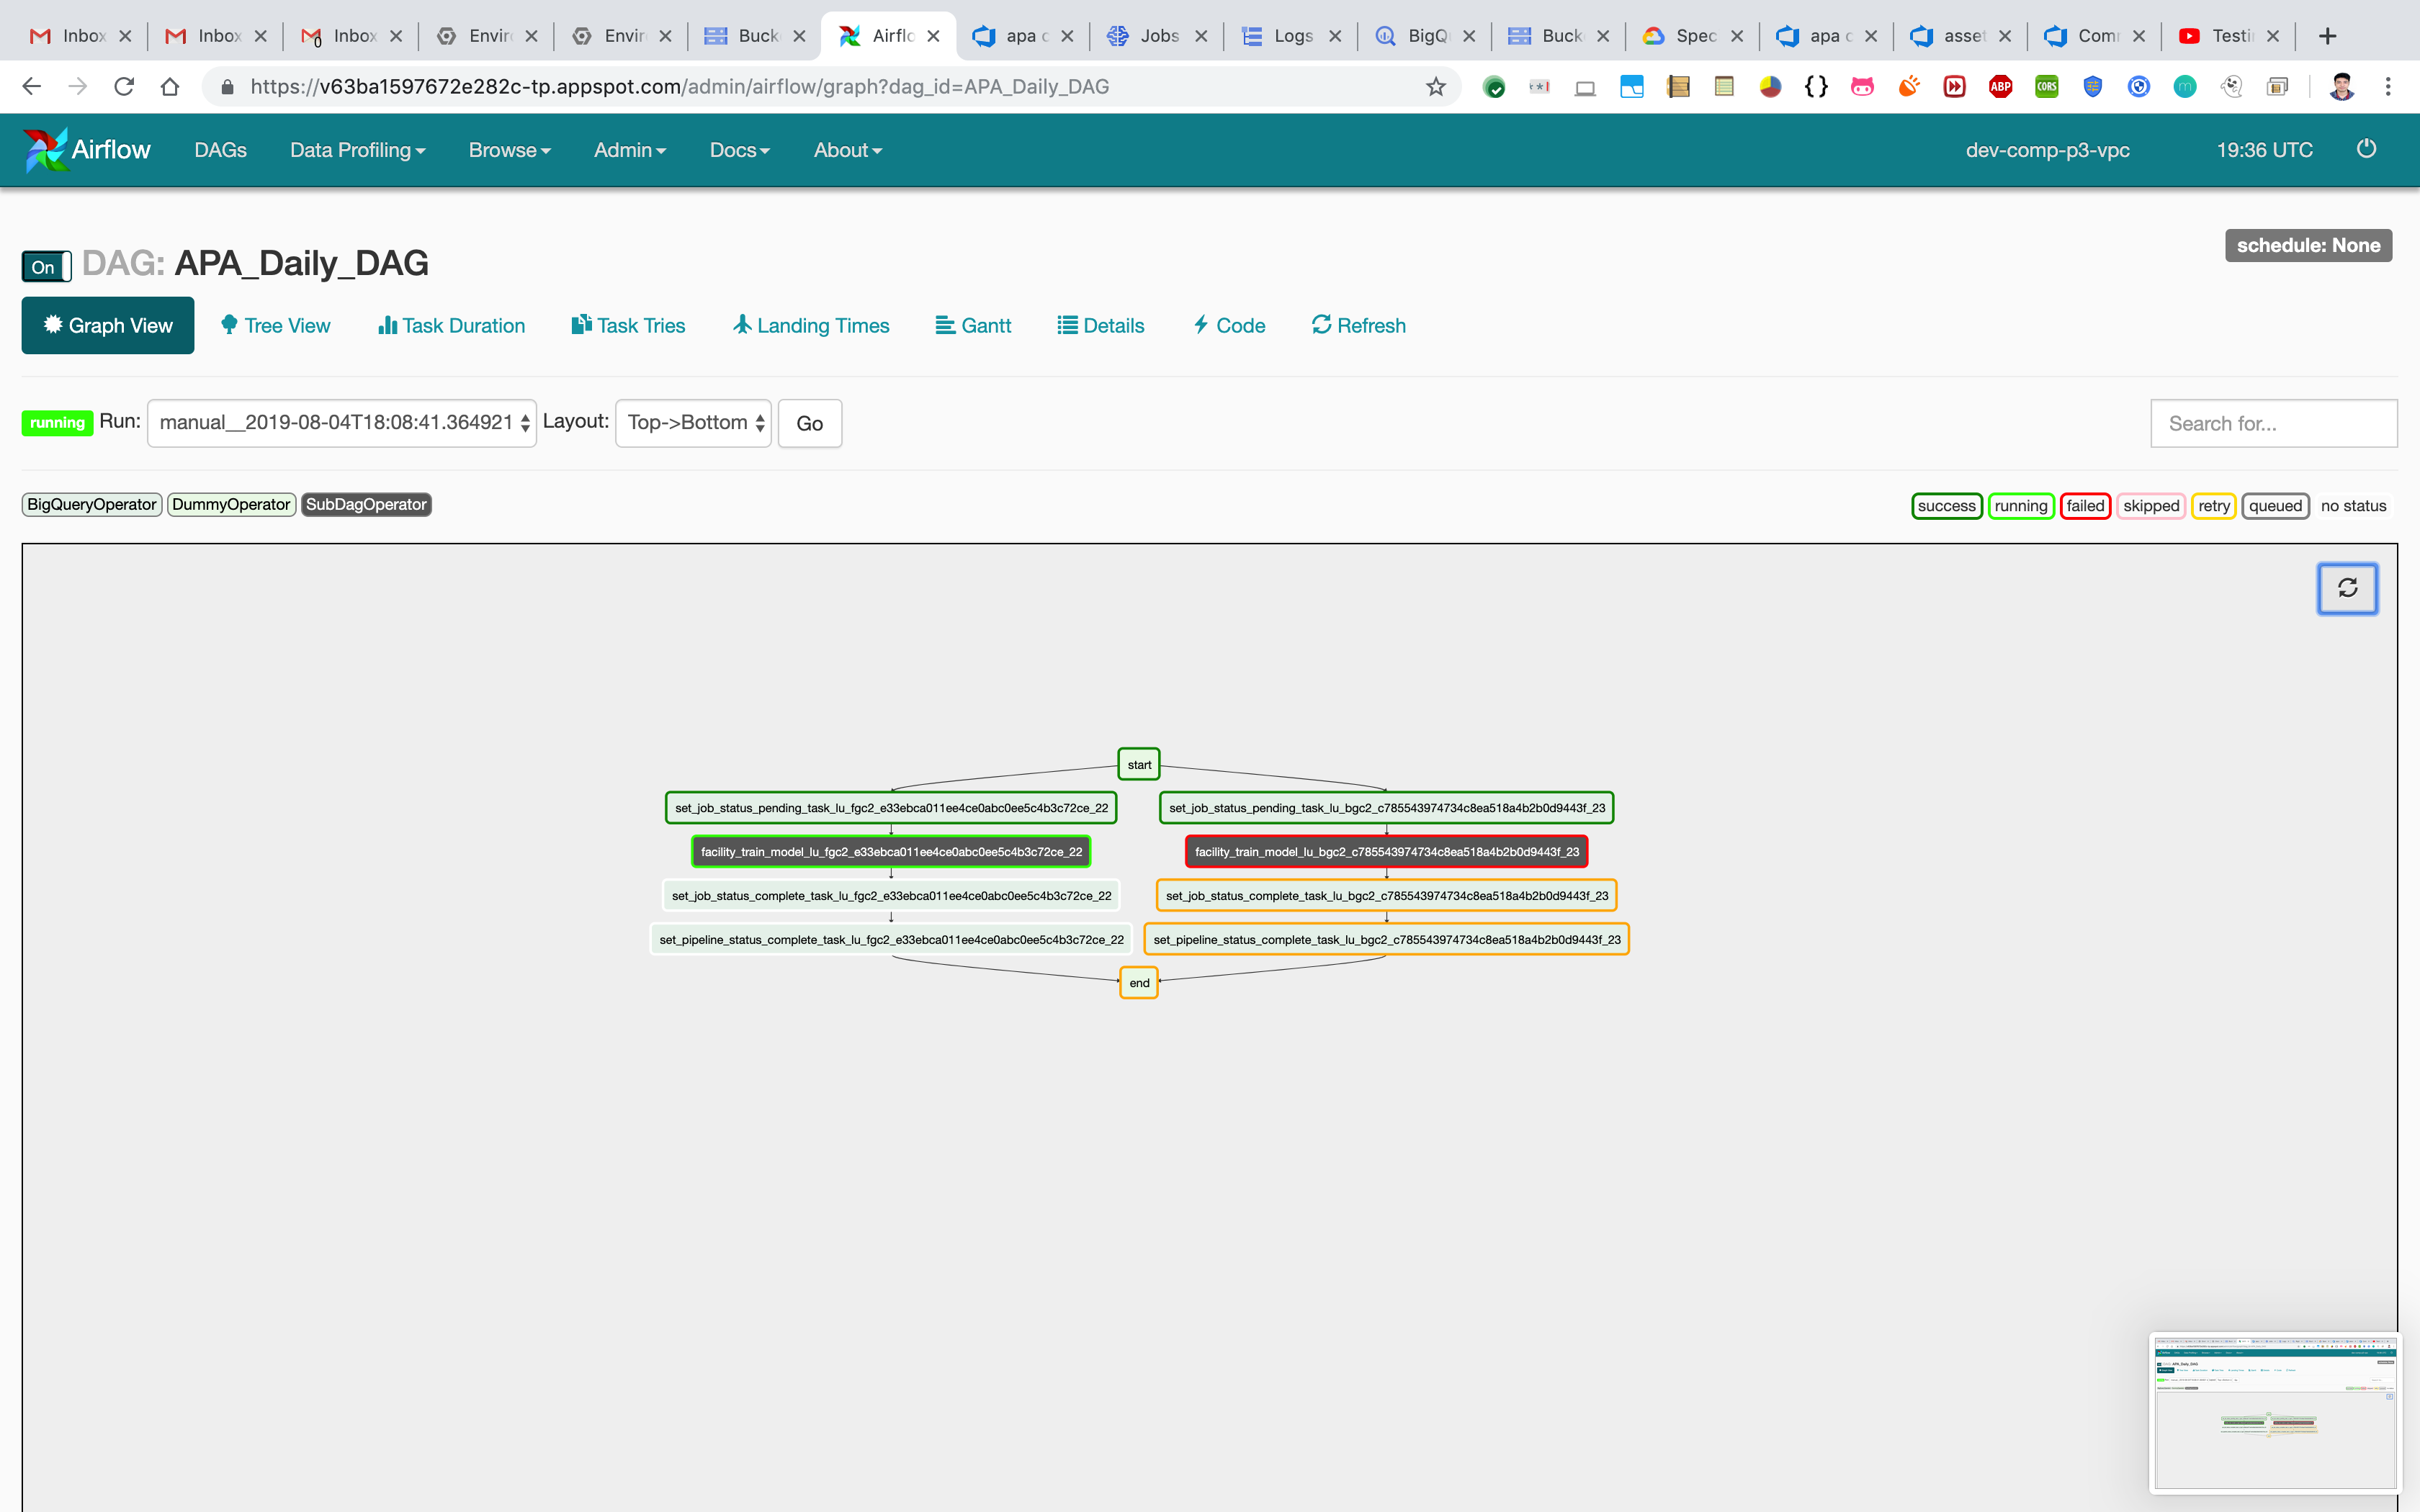 Inbox Inbox Inbox Envir Envir Buck Airflo apa c Jobs Logs BigQ Buck Spec apa c asset Com Testi
https://v63ba1597672e282c-tp.appspot.com/admin/airflow/graph?dag_id=APA_Daily_DAG
Airflow DAGs Data Profiling Browse Admin Docs About dev-comp-p3-vpc 19:36 UTC
On DAG: APA_Daily_DAG schedule: None
Graph View Tree View Task Duration Task Tries Landing Times Gantt Details Code Refresh
running Run: manual__2019-08-04T18:08:41.364921 Layout: Top->Bottom Go Search for...
BigQueryOperator DummyOperator SubDagOperator success running failed skipped retry queued no status
start
set_job_status_pending_task_lu_fgc2_e33ebca011ee4ce0abc0ee5c4b3c72ce_22 set_job_status_pending_task_lu_bgc2_c785543974734c8ea518a4b2b0d9443f_23
facility_train_model_lu_fgc2_e33ebca011ee4ce0abc0ee5c4b3c72ce_22 facility_train_model_lu_bgc2_c785543974734c8ea518a4b2b0d9443f_23
set_job_status_complete_task_lu_fgc2_e33ebca011ee4ce0abc0ee5c4b3c72ce_22 set_job_status_complete_task_lu_bgc2_c785543974734c8ea518a4b2b0d9443f_23
set_pipeline_status_complete_task_lu_fgc2_e33ebca011ee4ce0abc0ee5c4b3c72ce_22 set_pipeline_status_complete_task_lu_bgc2_c785543974734c8ea518a4b2b0d9443f_23
end